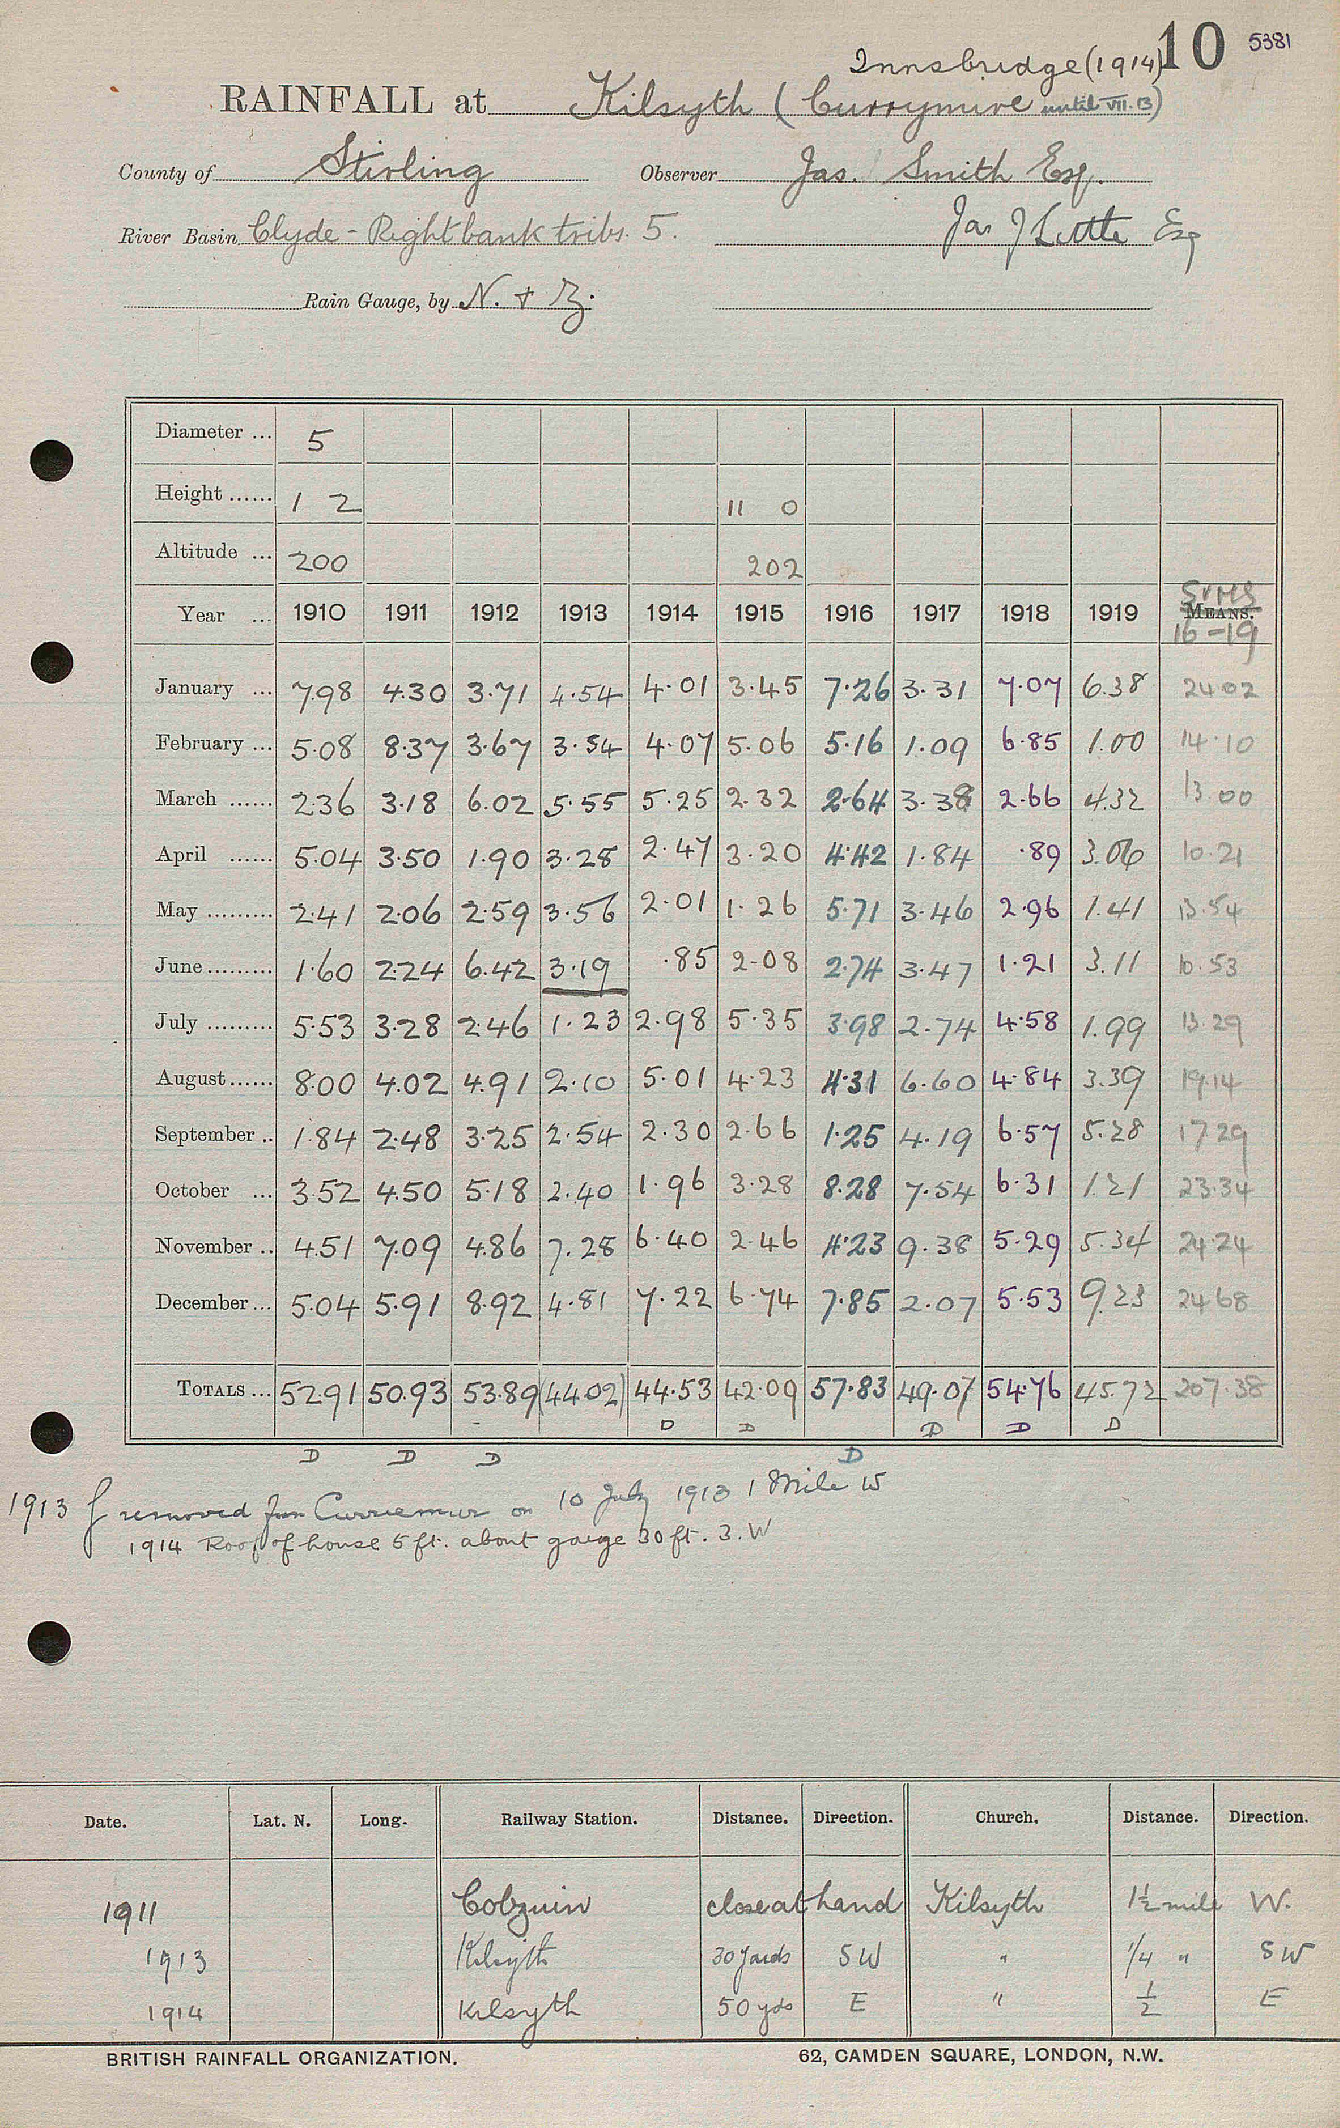 Innsbridge (1914) 10 5381
RAINFALL at Kilsyth (Currymire until VII.13)
County of Stirling Observer Jas. Smith Esq.
River Basin Clyde - Right bank tribs. 5. Jas J Little Esq
Rain Gauge, by N. + Z.
Diameter ... 5
Height ...... 1 2 11 0
Altitude ... 200 202
Year ... 1910 1911 1912 1913 1914 1915 1916 1917 1918 1919 MEANS. SUMS 16-19
January ... 7.98 4.30 3.71 4.54 4.01 3.45 7.26 3.31 7.07 6.38 24.02
February ... 5.08 8.37 3.67 3.54 4.07 5.06 5.16 1.09 6.85 1.00 14.10
March ...... 2.36 3.18 6.02 5.55 5.25 2.32 2.64 3.38 2.66 4.32 13.00
April ...... 5.04 3.50 1.90 3.28 2.47 3.20 4.42 1.84 .89 3.06 10.21
May ......... 2.41 2.06 2.59 3.56 2.01 1.26 5.71 3.46 2.96 1.41 13.54
June ......... 1.60 2.24 6.42 3.19 .85 2.08 2.74 3.47 1.21 3.11 10.53
July ......... 5.53 3.28 2.46 1.23 2.98 5.35 3.98 2.74 4.58 1.99 13.29
August ...... 8.00 4.02 4.91 2.10 5.01 4.23 4.31 6.60 4.84 3.39 19.14
September .. 1.84 2.48 3.25 2.54 2.30 2.66 1.25 4.19 6.57 5.28 17.29
October ... 3.52 4.50 5.18 2.40 1.96 3.28 8.28 7.54 6.31 1.21 23.34
November .. 4.51 7.09 4.86 7.28 6.40 2.46 4.23 9.38 5.29 5.34 24.24
December ... 5.04 5.91 8.92 4.81 7.22 6.74 7.85 2.07 5.53 9.23 24.68
TOTALS ... 52.91 50.93 53.89 (44.02) 44.53 42.09 57.83 49.07 54.76 45.72 207.38
D D D D D
D D D D
1913 removed from Curriemuir on 10 July 1913 1 Mile W
1914 Roof of house 5 ft. about gauge 30 ft. S.W
Date. Lat. N. Long. Railway Station. Distance. Direction. Church. Distance. Direction.
1911 Colzium close at hand Kilsyth 1½ mile W.
1913 Kilsyth 30 yards SW " 1/4 " SW
1914 Kilsyth 50 yds E " ½ E
BRITISH RAINFALL ORGANIZATION. 62, CAMDEN SQUARE, LONDON, N.W.